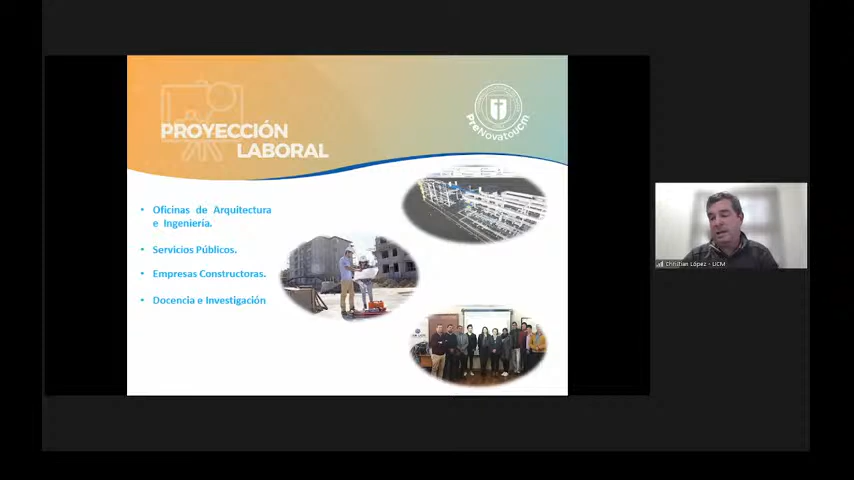 PROYECCIÓN
LABORAL
PreNovatoucm
• Oficinas de Arquitectura
e Ingeniería.
• Servicios Públicos.
• Empresas Constructoras.
• Docencia e Investigación
Christian López - UCM